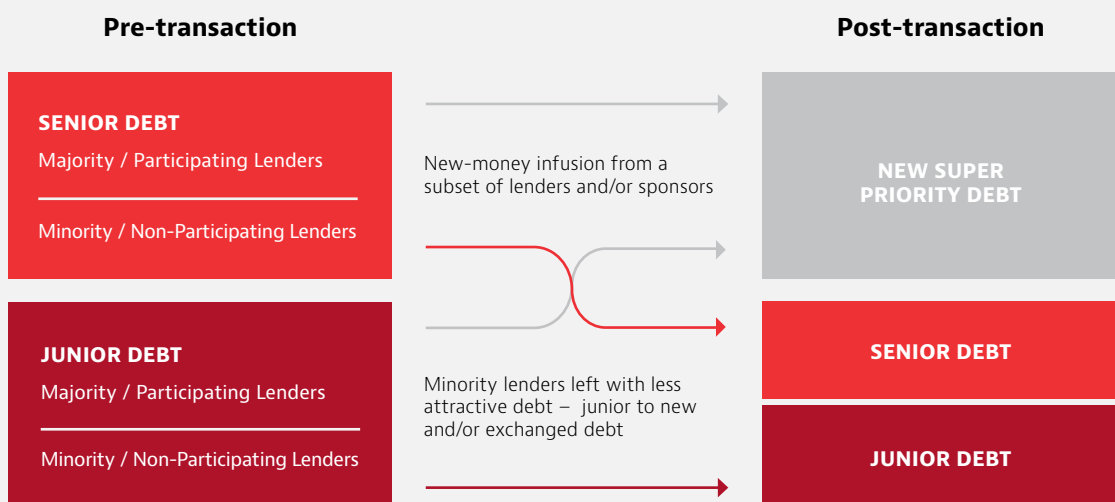 Pre-transaction
Post-transaction
SENIOR DEBT
Majority / Participating Lenders
Minority / Non-Participating Lenders
JUNIOR DEBT
Majority / Participating Lenders
Minority / Non-Participating Lenders
New-money infusion from a
subset of lenders and/or sponsors
Minority lenders left with less
attractive debt – junior to new
and/or exchanged debt
NEW SUPER
PRIORITY DEBT
SENIOR DEBT
JUNIOR DEBT